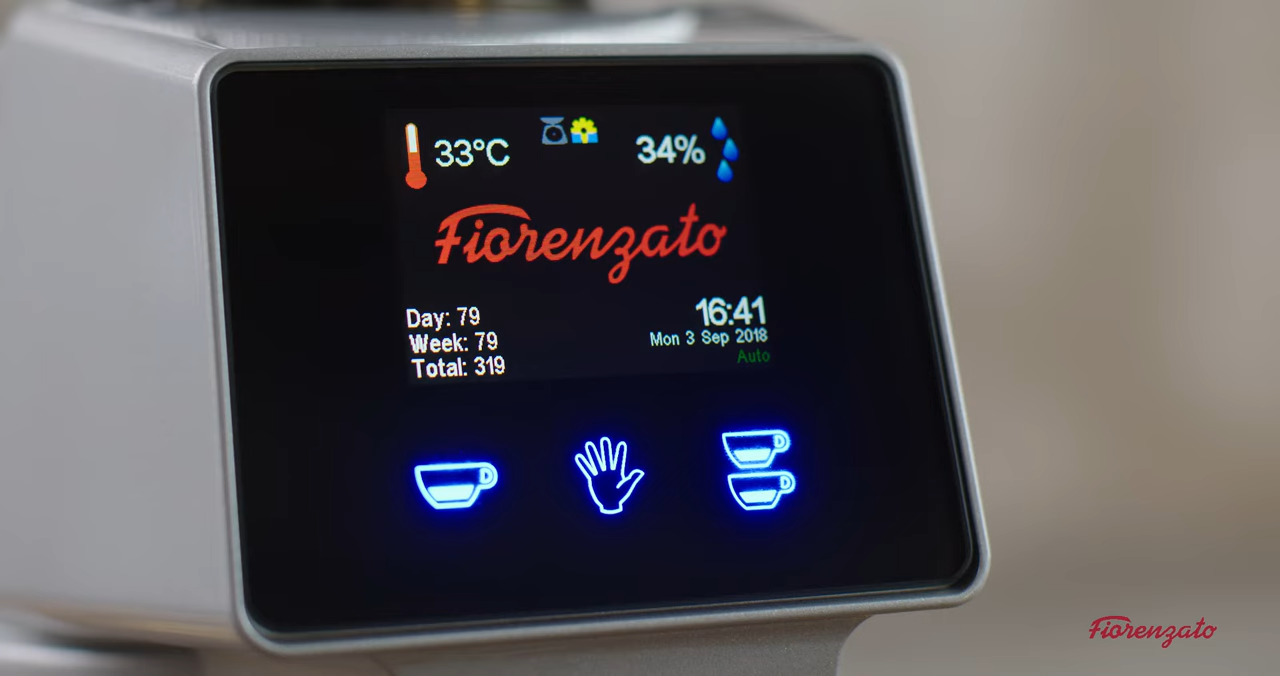 33°C
34%
Fiorenzato
Day: 79
Week: 79
Total: 319
16:41
Mon 3 Sep 2018
Auto
Fiorenzato